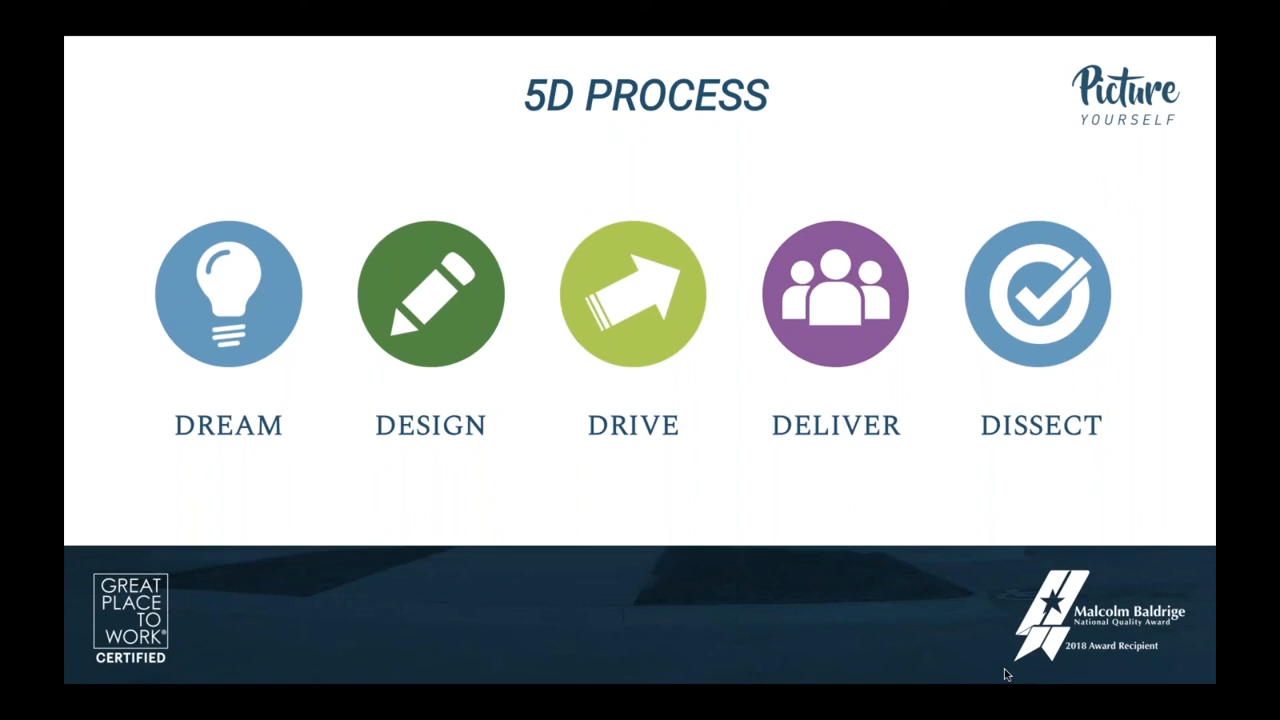 5D PROCESS
Picture
YOURSELF
DREAM
DESIGN
DRIVE
DELIVER
DISSECT
GREAT
PLACE
TO
WORK®
CERTIFIED
Malcolm Baldrige
National Quality Award
2018 Award Recipient